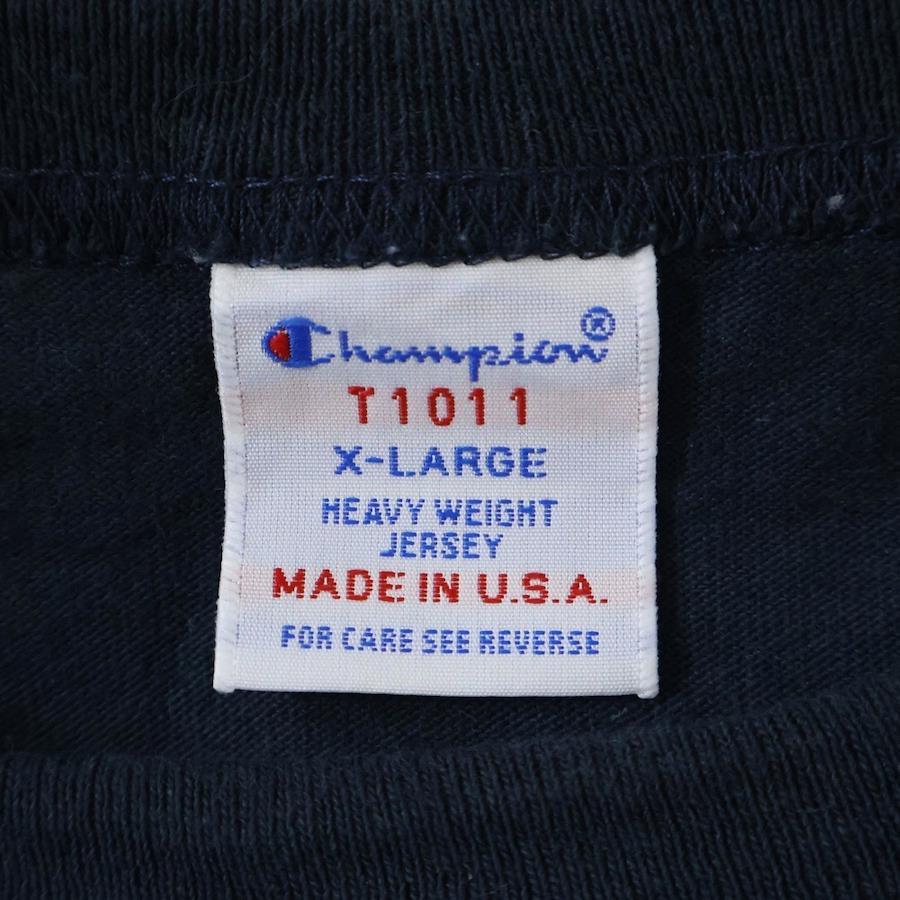 Champion®
T1011
X-LARGE
HEAVY WEIGHT
JERSEY
MADE IN U.S.A.
FOR CARE SEE REVERSE